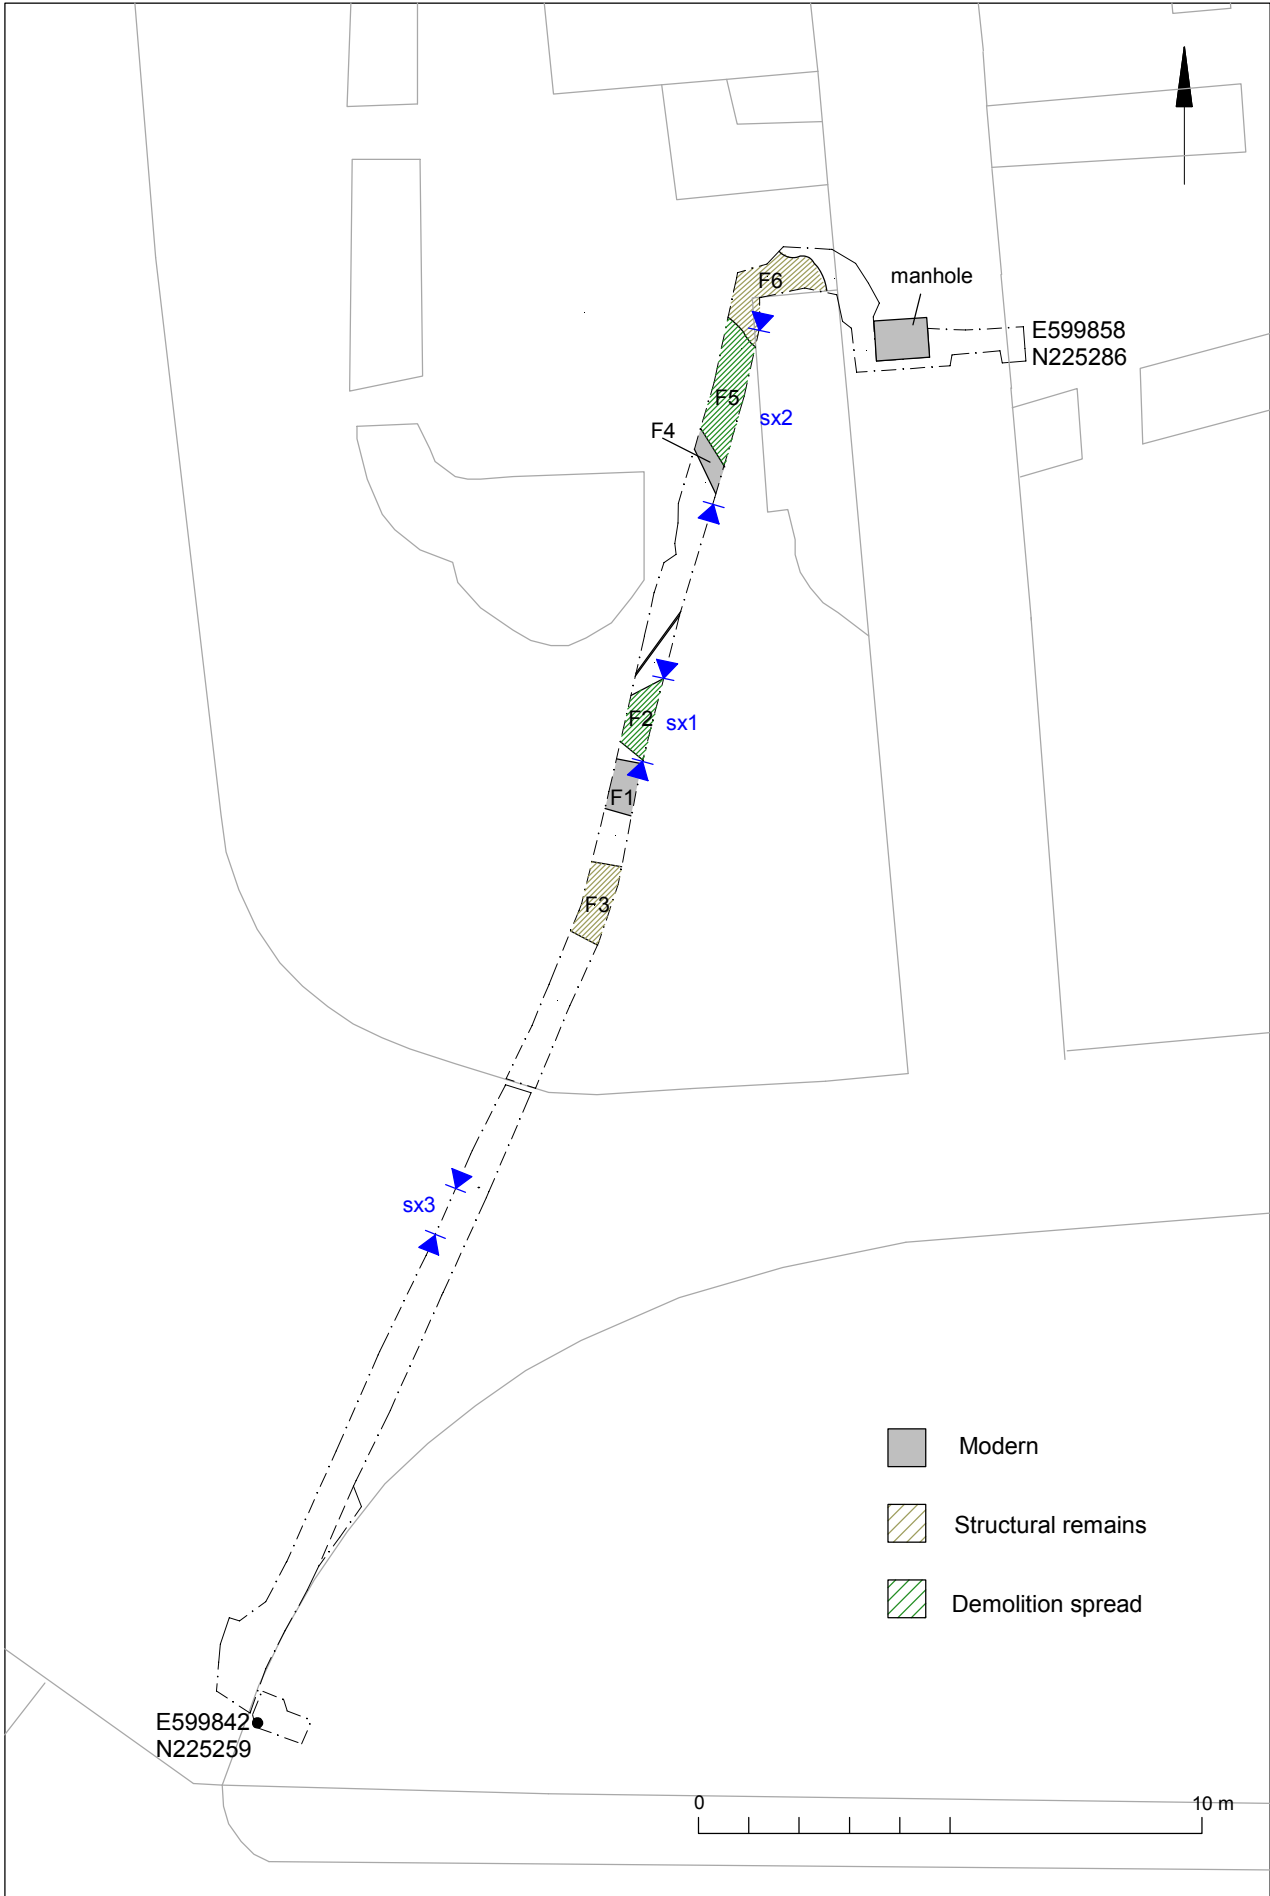 F6
manhole
E599858
N225286
F5
sx2
F4
F2
sx1
F1
F3
sx3
Modern
Structural remains
Demolition spread
E599842
N225259
0
10 m